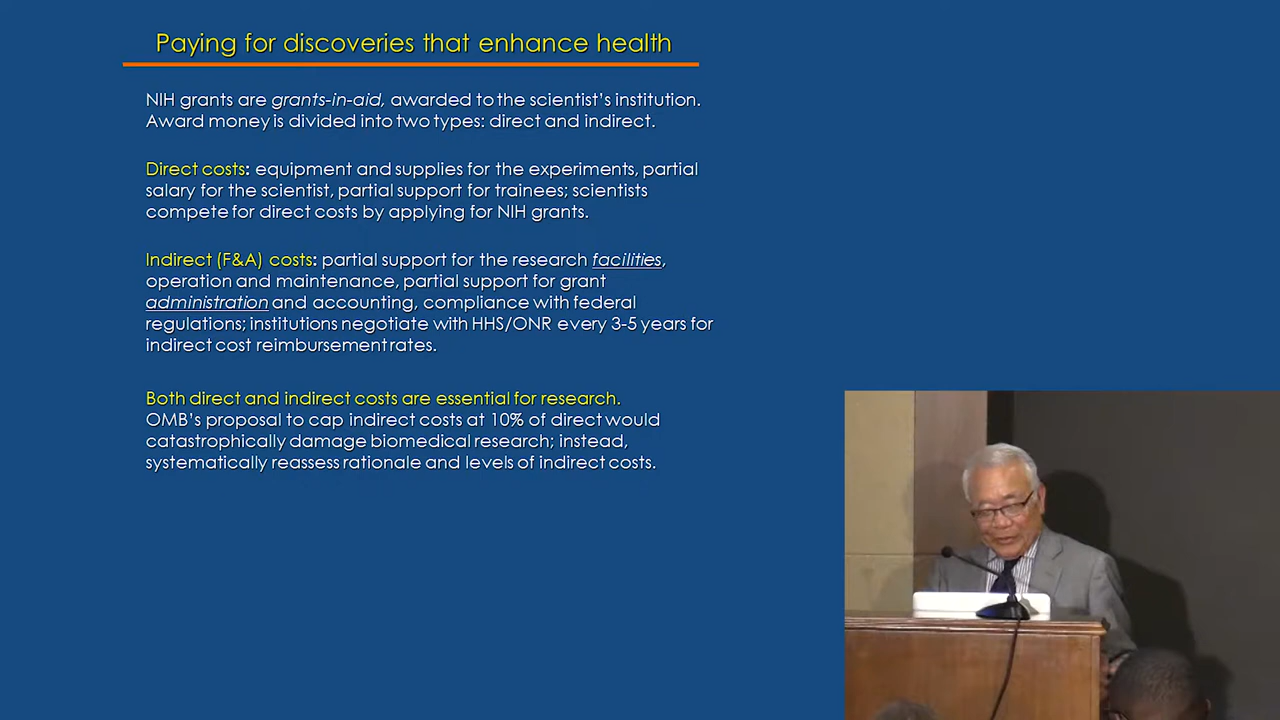 Paying for discoveries that enhance health
NIH grants are grants-in-aid, awarded to the scientist's institution.
Award money is divided into two types: direct and indirect.
Direct costs: equipment and supplies for the experiments, partial
salary for the scientist, partial support for trainees; scientists
compete for direct costs by applying for NIH grants.
Indirect (F&A) costs: partial support for the research facilities,
operation and maintenance, partial support for grant
administration and accounting, compliance with federal
regulations; institutions negotiate with HHS/ONR every 3-5 years for
indirect cost reimbursement rates.
Both direct and indirect costs are essential for research.
OMB's proposal to cap indirect costs at 10% of direct would
catastrophically damage biomedical research; instead,
systematically reassess rationale and levels of indirect costs.